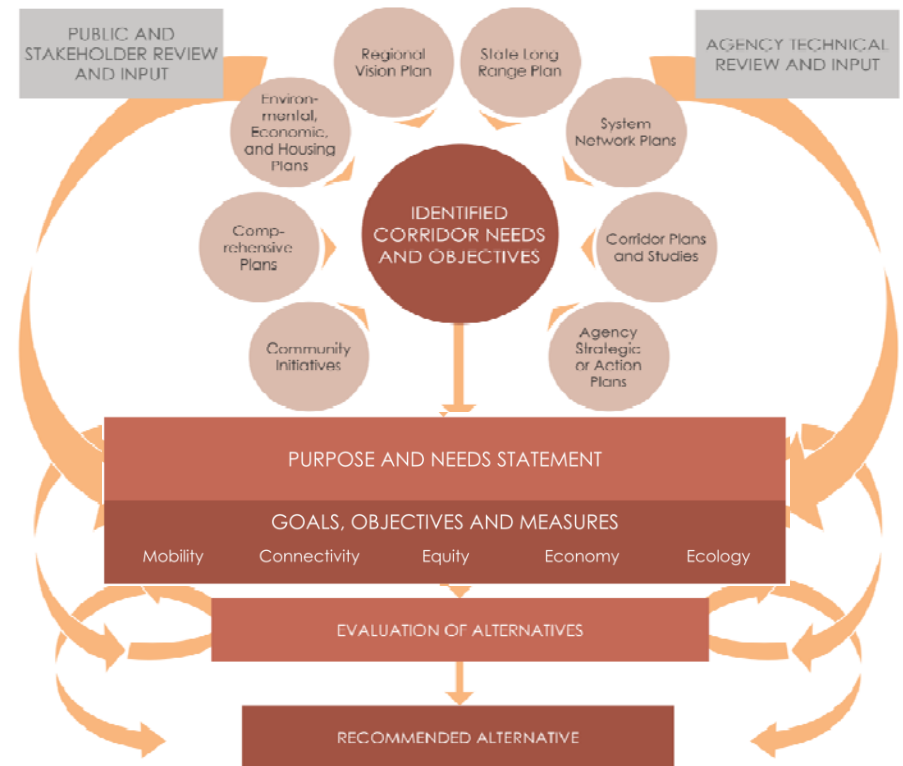 PUBLIC AND
STAKEHOLDER REVIEW
AND INPUT
Regional
Vision Plan
State Long
Range Plan
AGENCY TECHNICAL
REVIEW AND INPUT
Environ-
mental,
Economic,
and Housing
Plans
System
Network Plans
Comp-
rehensive
Plans
IDENTIFIED
CORRIDOR NEEDS
AND OBJECTIVES
Corridor Plans
and Studies
Community
Initiatives
Agency
Strategic
or Action
Plans
PURPOSE AND NEEDS STATEMENT
GOALS, OBJECTIVES AND MEASURES
Mobility Connectivity Equity Economy Ecology
EVALUATION OF ALTERNATIVES
RECOMMENDED ALTERNATIVE